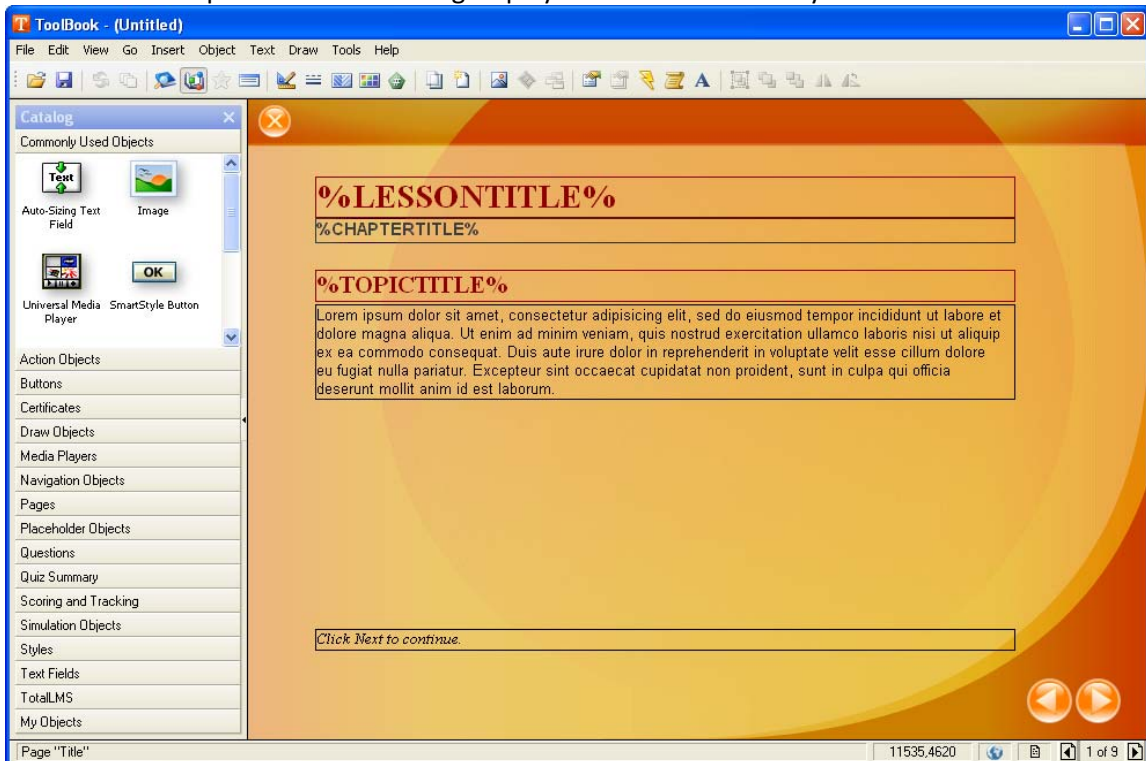 ToolBook - (Untitled)
File Edit View Go Insert Object Text Draw Tools Help
Catalog
Commonly Used Objects
Text
Auto-Sizing Text Field
Image
Universal Media Player
OK
SmartStyle Button
Action Objects
Buttons
Certificates
Draw Objects
Media Players
Navigation Objects
Pages
Placeholder Objects
Questions
Quiz Summary
Scoring and Tracking
Simulation Objects
Styles
Text Fields
TotalLMS
My Objects
%LESSONTITLE%
%CHAPTERTITLE%
%TOPICTITLE%
Lorem ipsum dolor sit amet, consectetur adipisicing elit, sed do eiusmod tempor incididunt ut labore et
dolore magna aliqua. Ut enim ad minim veniam, quis nostrud exercitation ullamco laboris nisi ut aliquip
ex ea commodo consequat. Duis aute irure dolor in reprehenderit in voluptate velit esse cillum dolore
eu fugiat nulla pariatur. Excepteur sint occaecat cupidatat non proident, sunt in culpa qui officia
deserunt mollit anim id est laborum.
Click Next to continue.
Page "Title"
11535,4620
1 of 9